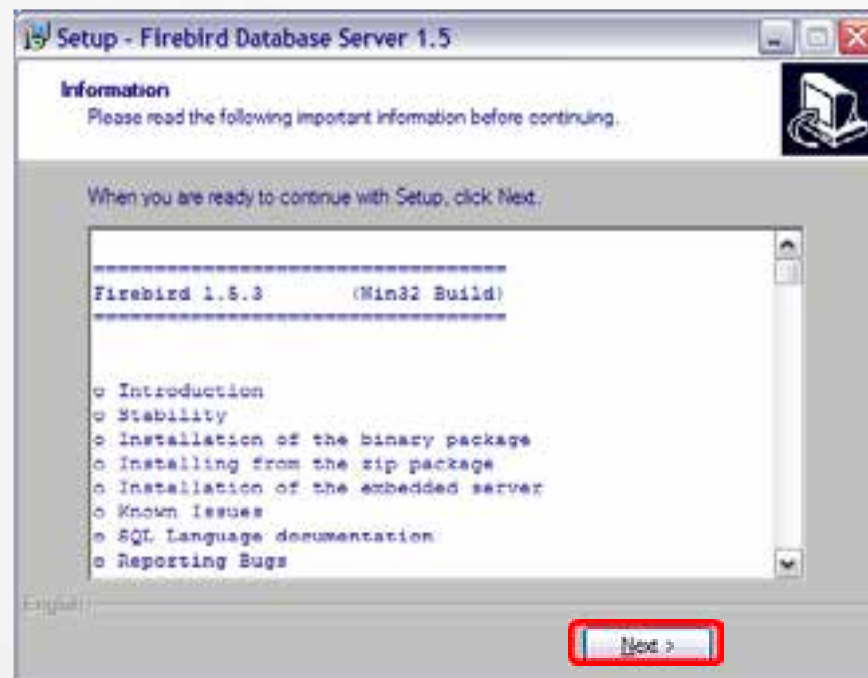 Setup - Firebird Database Server 1.5
Information
Please read the following important information before continuing.
When you are ready to continue with Setup, click Next.
====================================
Firebird 1.5.3 (Win32 Build)
====================================
o Introduction
o Stability
o Installation of the binary package
o Installing from the zip package
o Installation of the embedded server
o Known Issues
o SQL Language documentation
o Reporting Bugs
English
Next >